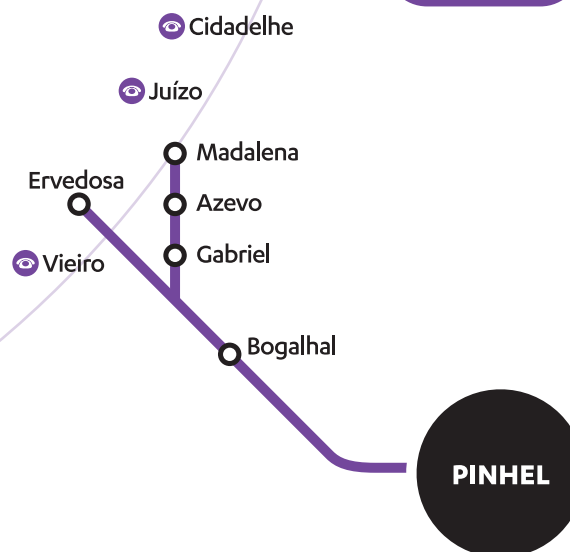 Cidadelhe
Juízo
Madalena
Ervedosa
Azevo
Gabriel
Vieiro
Bogalhal
PINHEL